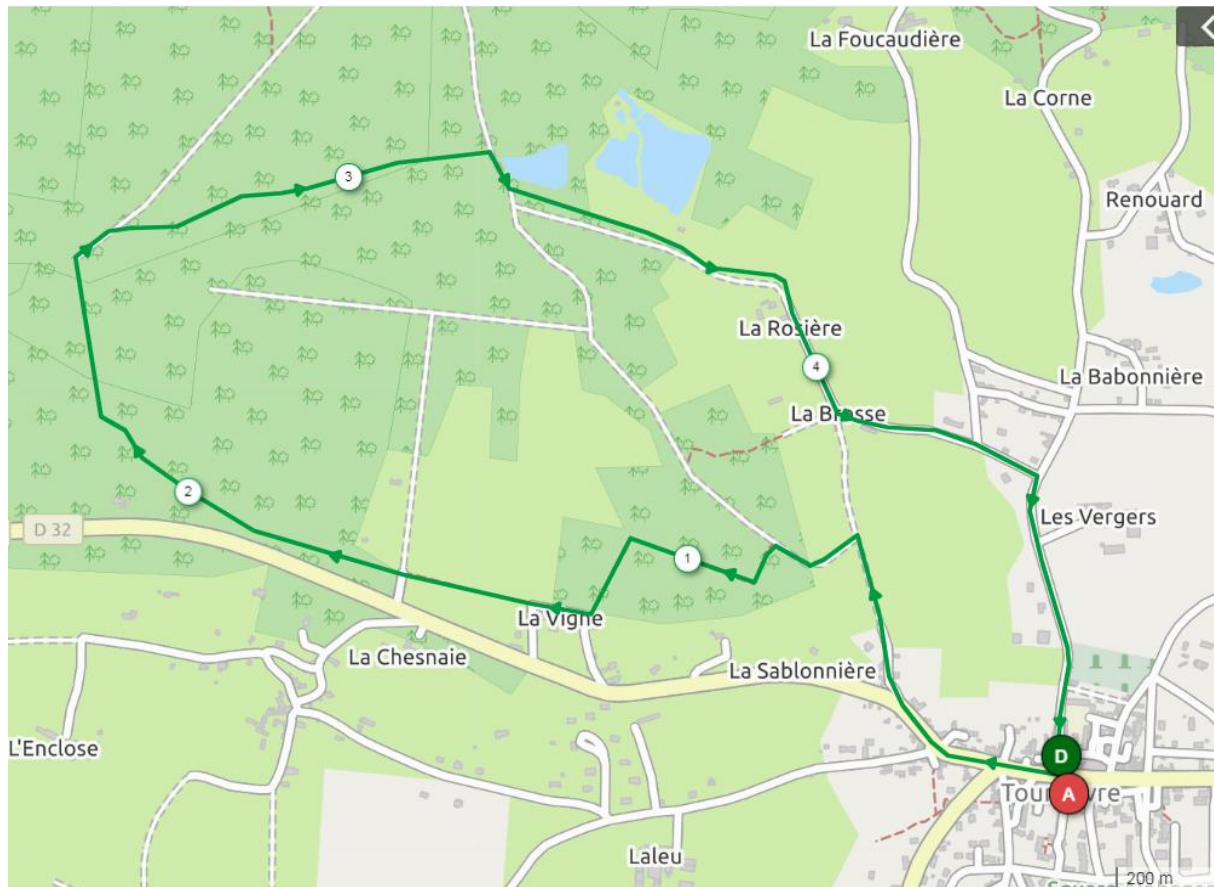 La Foucaudière
La Corne
3
Renouard
La Rosière
4
La Babonnière
La Brosse
2
D 32
Les Vergers
1
La Vigne
La Chesnaie
La Sablonnière
L'Enclose
D
A
Laleu
200 m